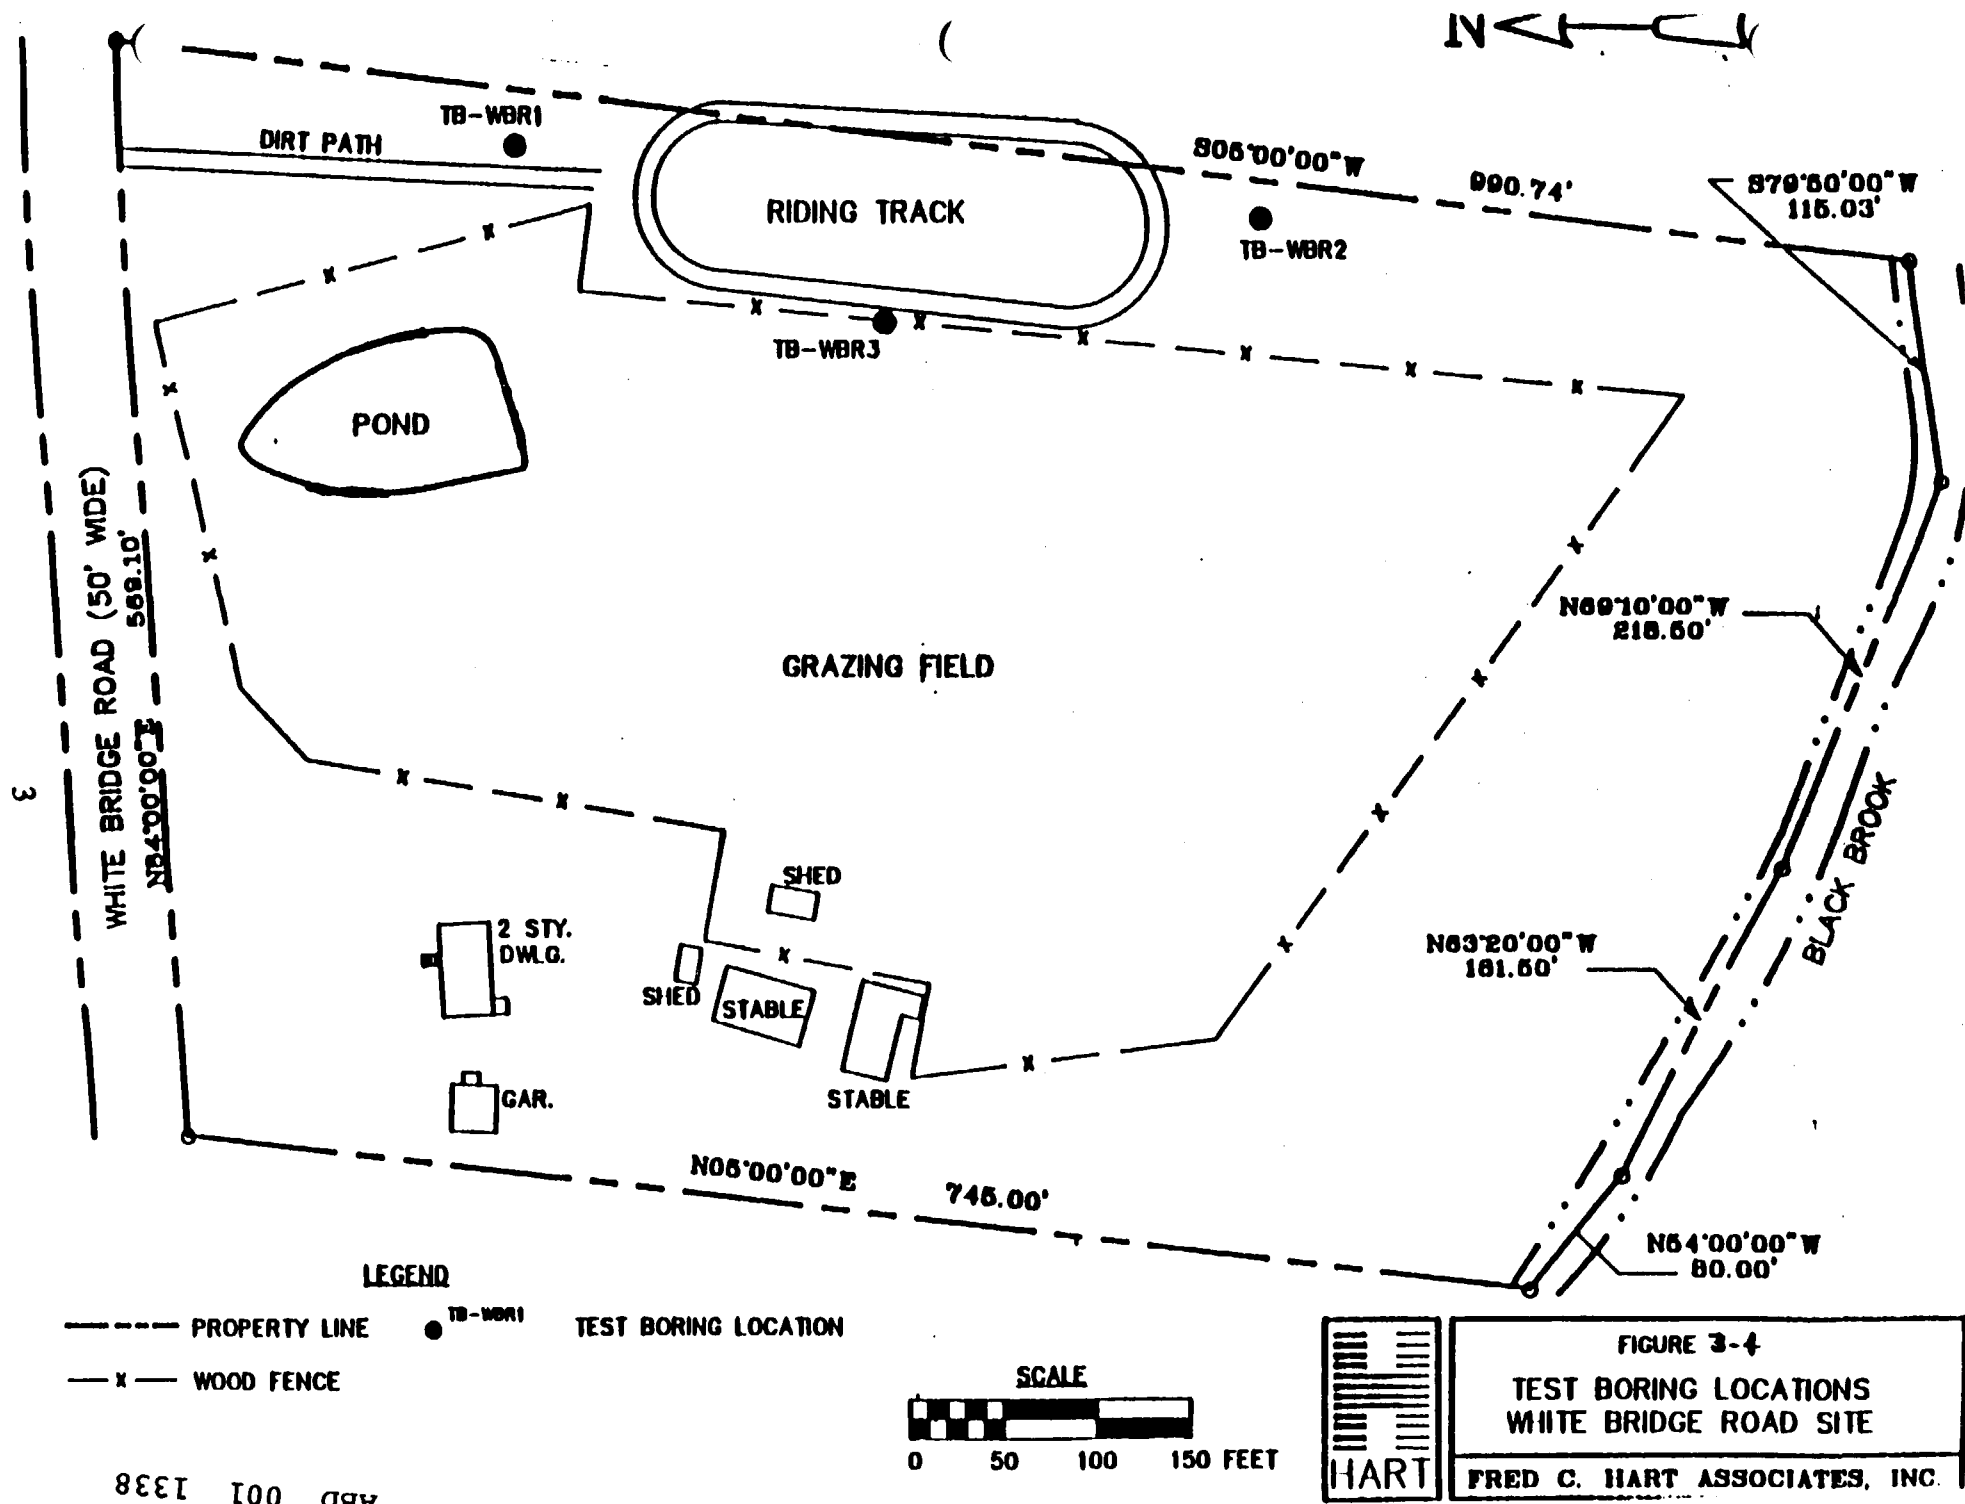 N
TB-WBR1
DIRT PATH
RIDING TRACK
S05°00'00"W
990.74'
S79°50'00"W
115.03'
TB-WBR2
TB-WBR3
POND
WHITE BRIDGE ROAD (50' WIDE)
569.10'
N84°00'00"E
3
GRAZING FIELD
N69°10'00"W
218.50'
BLACK BROOK
SHED
2 STY.
DWLG.
SHED
STABLE
STABLE
GAR.
N63°20'00"W
161.50'
N05°00'00"E
745.00'
N54°00'00"W
80.00'
LEGEND
PROPERTY LINE
TB-WBR1
TEST BORING LOCATION
WOOD FENCE
SCALE
0 50 100 150 FEET
HART
FIGURE 3-4
TEST BORING LOCATIONS
WHITE BRIDGE ROAD SITE
FRED C. HART ASSOCIATES, INC.
001 1338